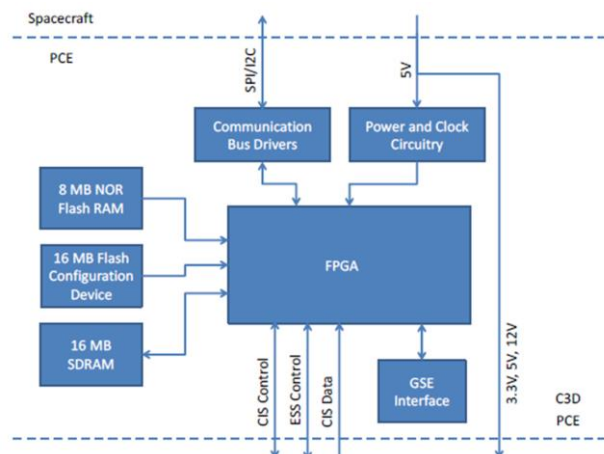 Spacecraft
PCE
SPI/I2C
5V
Communication
Bus Drivers
Power and Clock
Circuitry
8 MB NOR
Flash RAM
16 MB Flash
Configuration
Device
16 MB
SDRAM
FPGA
CIS Control
ESS Control
CIS Data
GSE
Interface
3.3V, 5V, 12V
C3D
PCE